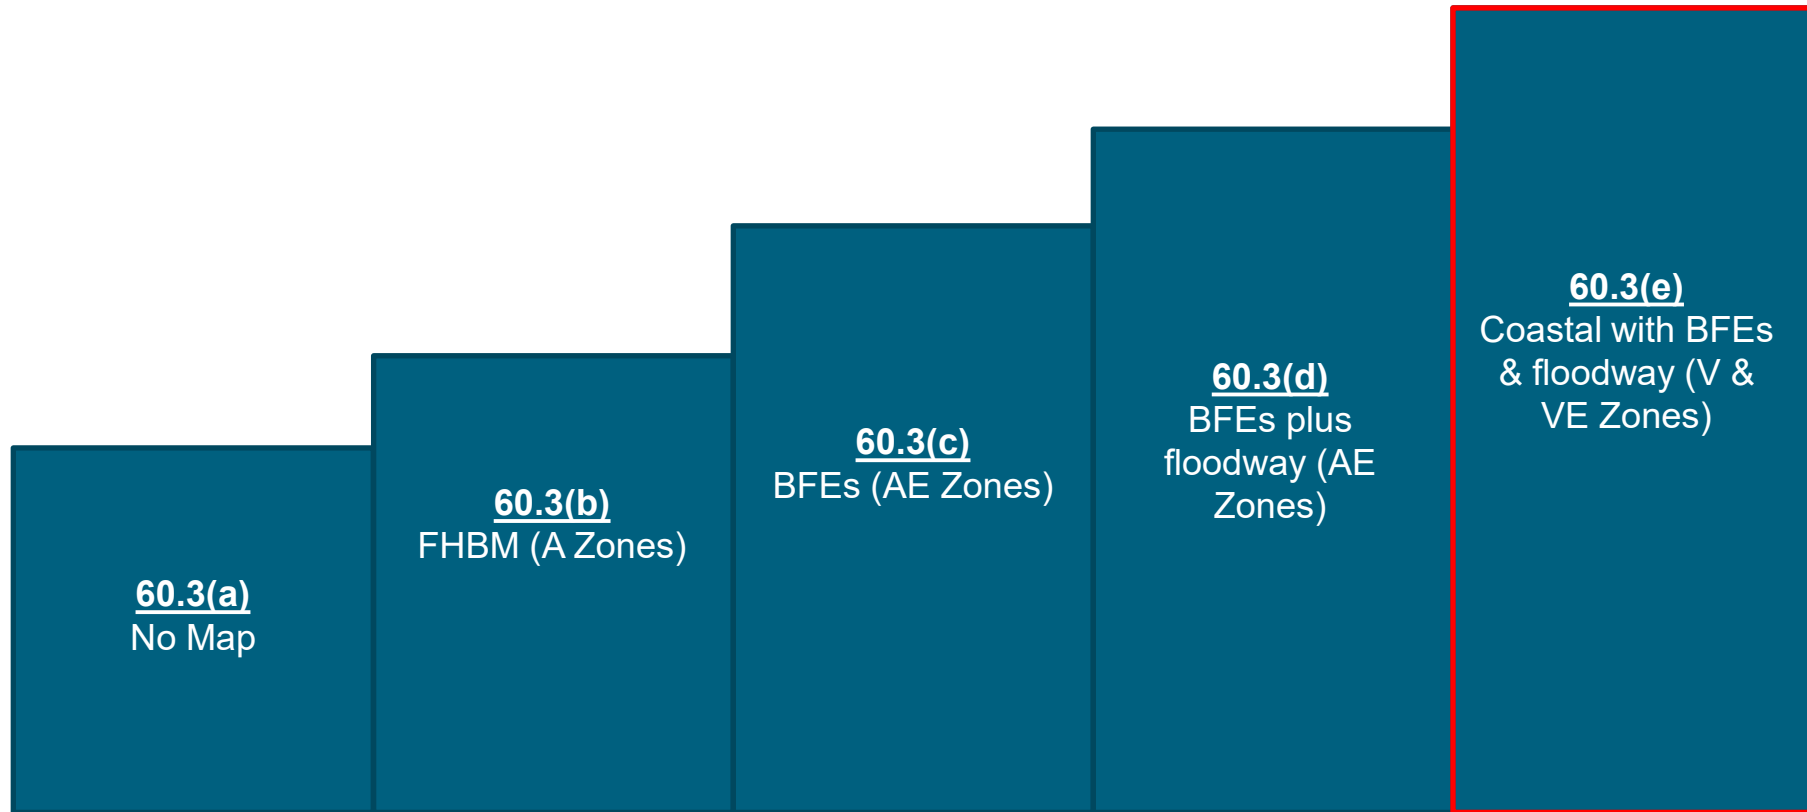 60.3(a)
No Map
60.3(b)
FHBM (A Zones)
60.3(c)
BFEs (AE Zones)
60.3(d)
BFEs plus
floodway (AE
Zones)
60.3(e)
Coastal with BFEs
& floodway (V &
VE Zones)